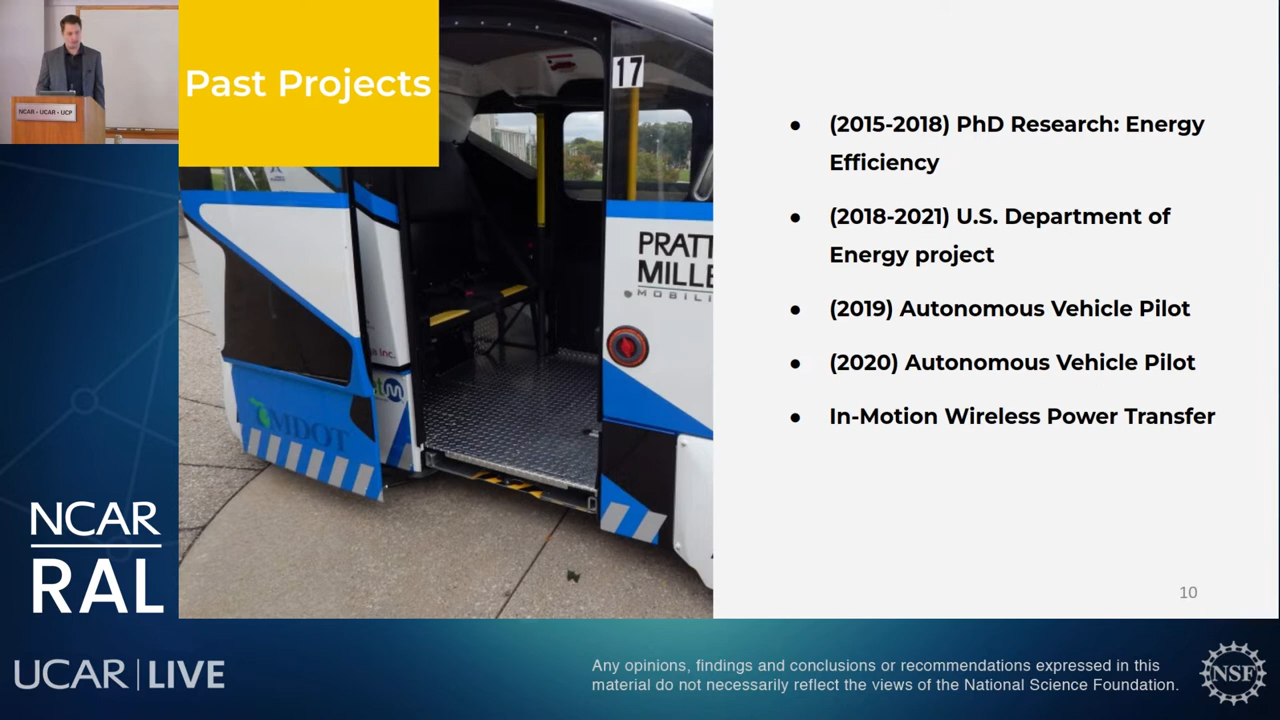 NCAR • UCAR • UCP
Past Projects
17
PRATT
MILLE
MOBILI
MDOT
• (2015-2018) PhD Research: Energy
Efficiency
• (2018-2021) U.S. Department of
Energy project
• (2019) Autonomous Vehicle Pilot
• (2020) Autonomous Vehicle Pilot
• In-Motion Wireless Power Transfer
10
NCAR
RAL
UCAR | LIVE
Any opinions, findings and conclusions or recommendations expressed in this
material do not necessarily reflect the views of the National Science Foundation.
NSF